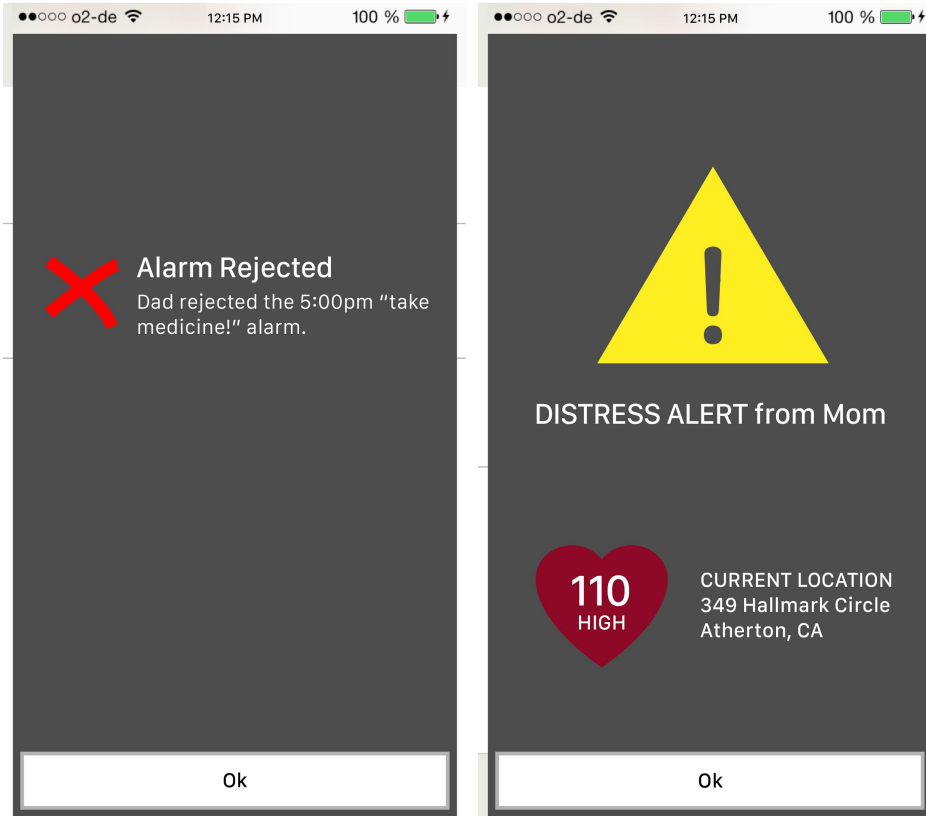 o2-de 12:15 PM 100 %
Alarm Rejected
Dad rejected the 5:00pm “take
medicine!” alarm.
Ok
o2-de 12:15 PM 100 %
!
DISTRESS ALERT from Mom
110
HIGH
CURRENT LOCATION
349 Hallmark Circle
Atherton, CA
Ok